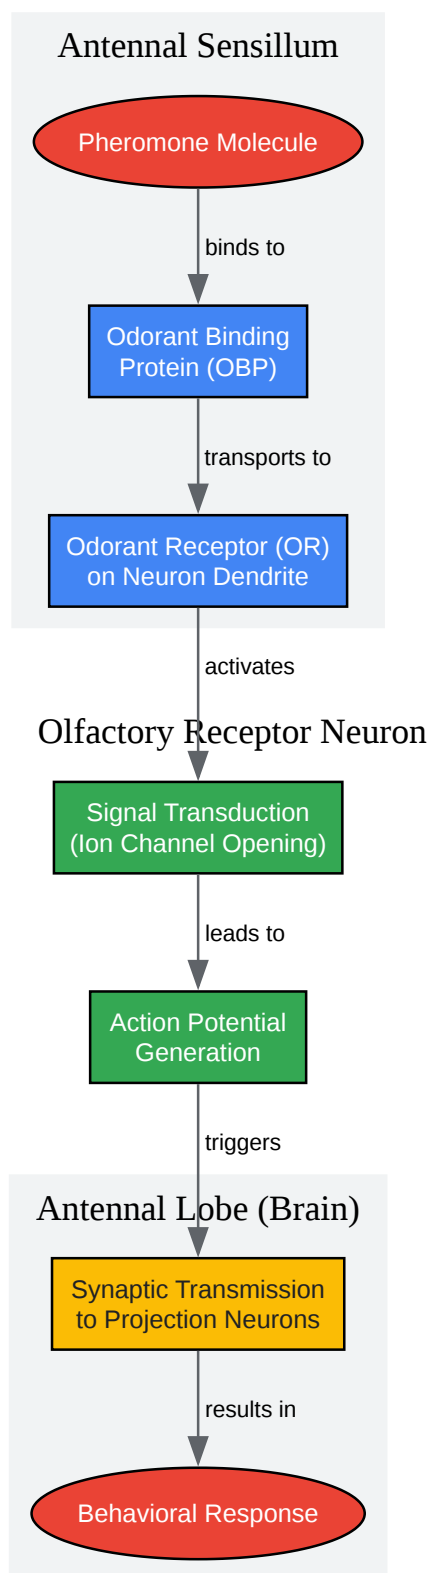 Antennal Sensillum
Pheromone Molecule
binds to
Odorant Binding
Protein (OBP)
transports to
Odorant Receptor (OR)
on Neuron Dendrite
activates
Olfactory Receptor Neuron
Signal Transduction
(Ion Channel Opening)
leads to
Action Potential
Generation
triggers
Antennal Lobe (Brain)
Synaptic Transmission
to Projection Neurons
results in
Behavioral Response